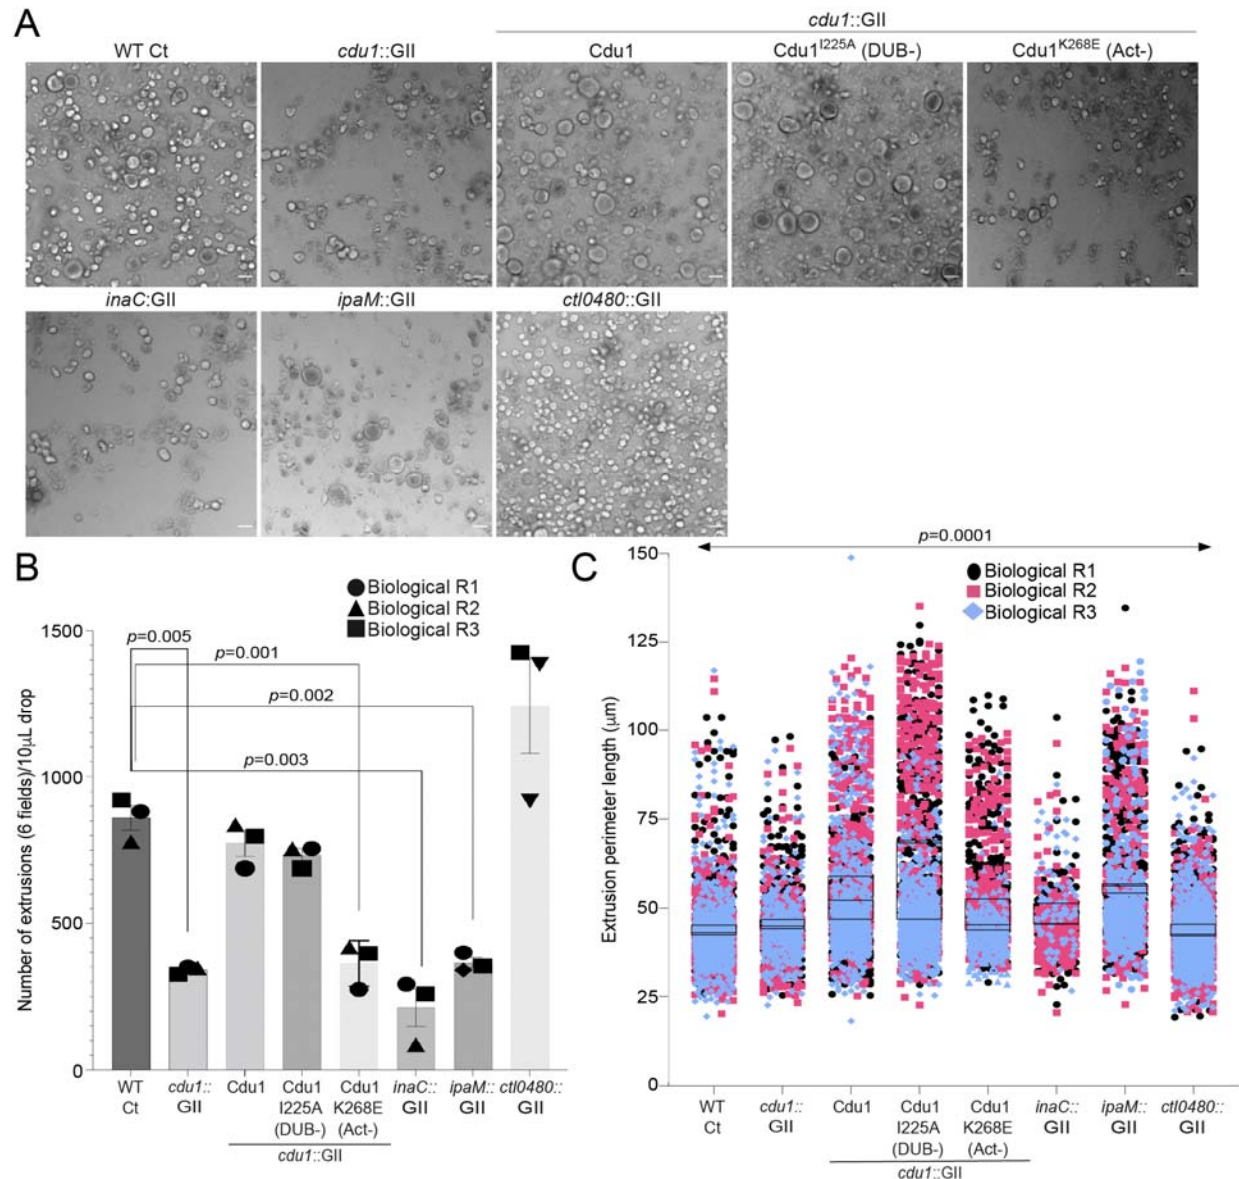 A
cdu1::GII
WT Ct
cdu1::GII
Cdu1
Cdu1I225A (DUB-)
Cdu1K268E (Act-)
inaC:GII
ipaM::GII
ctl0480::GII
B
Biological R1
Biological R2
Biological R3
Number of extrusions (6 fields)/10μL drop
1500
1000
500
0
p=0.005
p=0.001
p=0.002
p=0.003
WT Ct
cdu1:: GII
Cdu1
Cdu1 I225A (DUB-)
Cdu1 K268E (Act-)
inaC:: GII
ipaM:: GII
ctl0480:: GII
cdu1::GII
C
p=0.0001
Biological R1
Biological R2
Biological R3
Extrusion perimeter length (μm)
150
125
100
75
50
25
0
WT Ct
cdu1:: GII
Cdu1
Cdu1 I225A (DUB-)
Cdu1 K268E (Act-)
inaC:: GII
ipaM:: GII
ctl0480:: GII
cdu1::GII